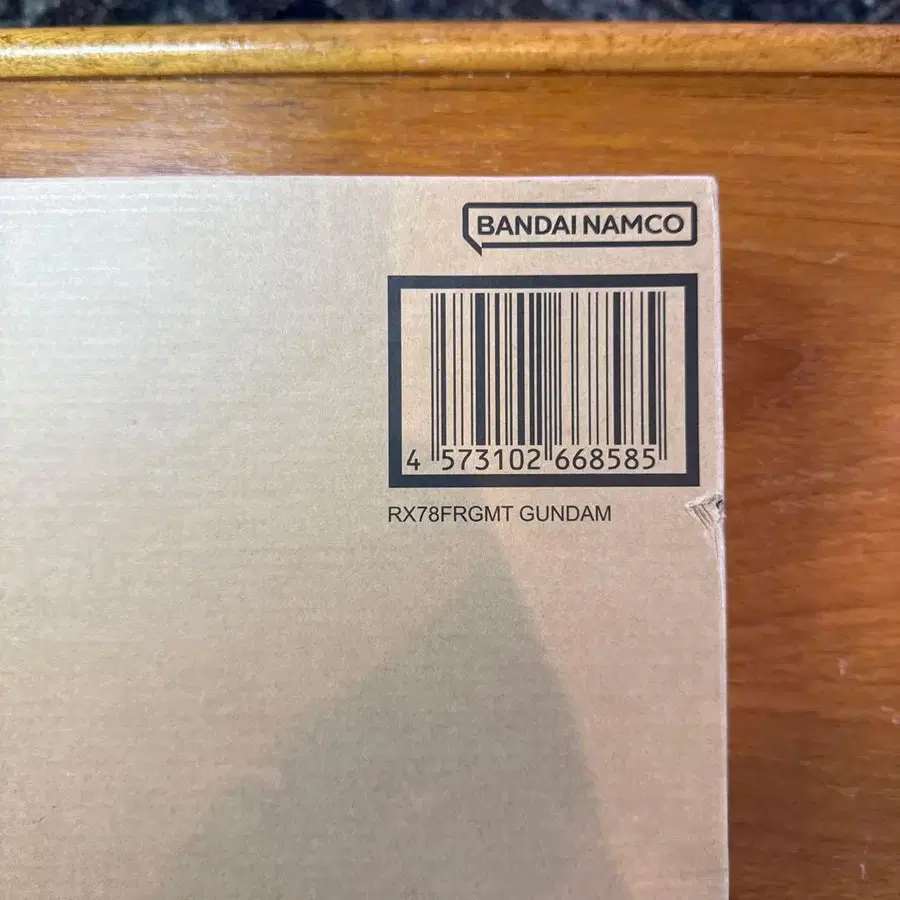 BANDAI NAMCO
4 573102 668585
RX78FRGMT GUNDAM